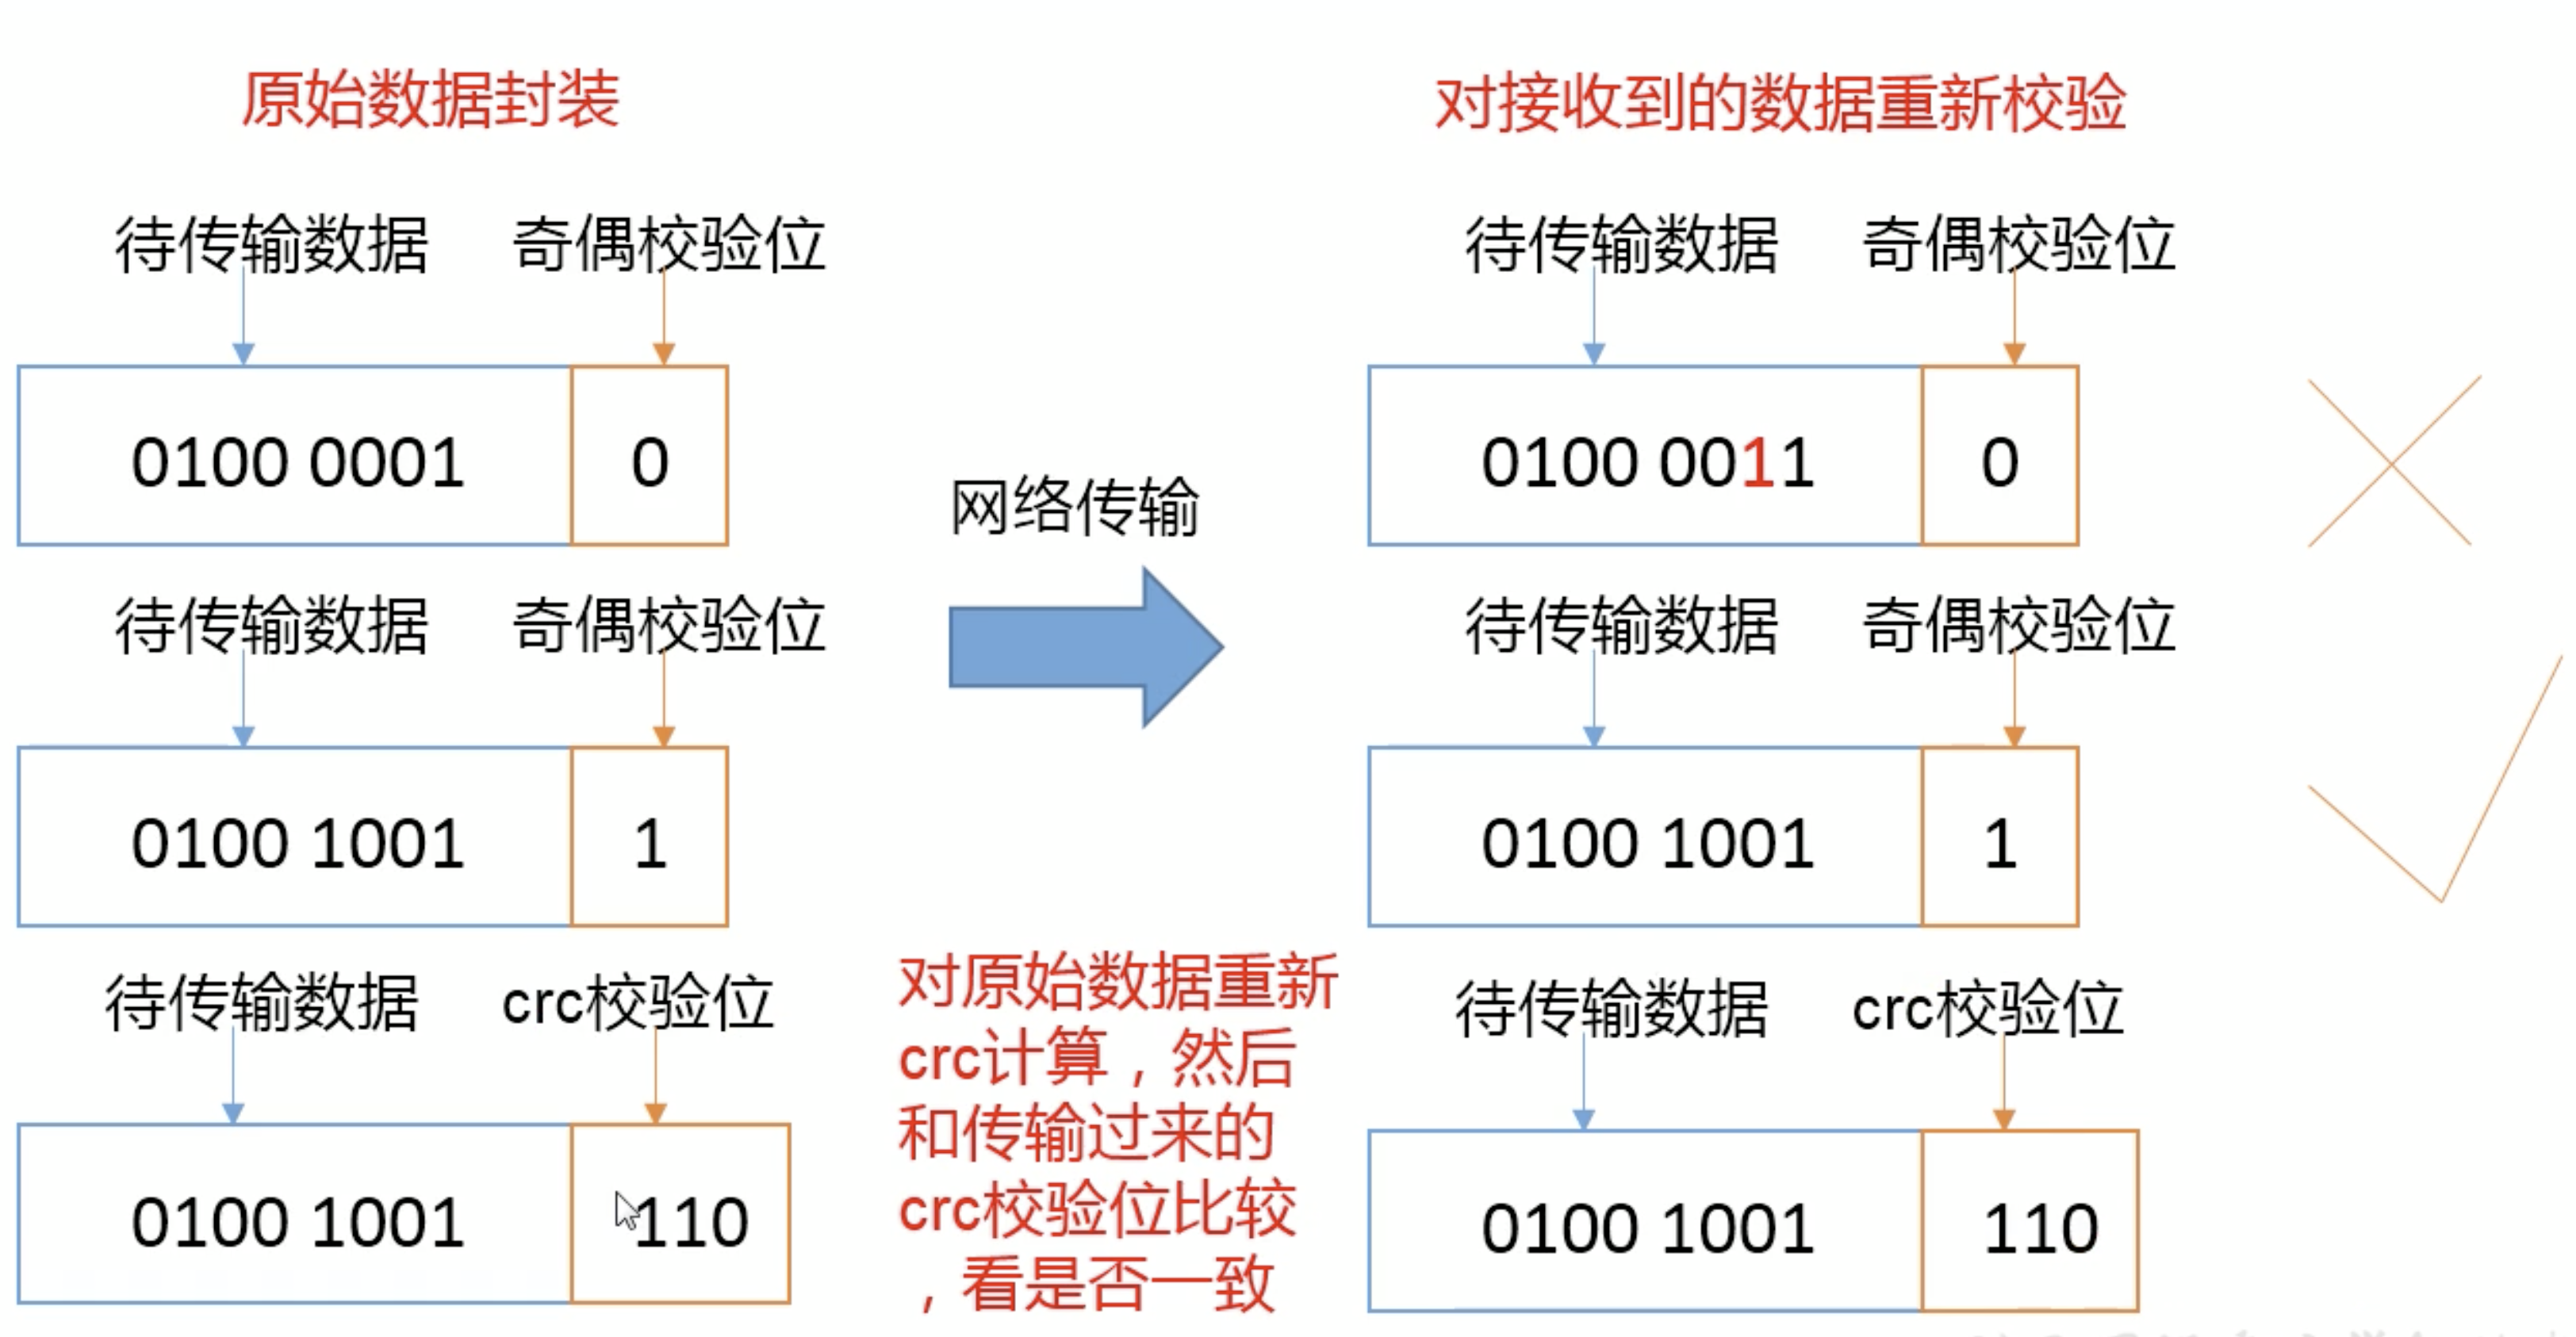 原始数据封装
对接收到的数据重新校验
待传输数据 奇偶校验位
待传输数据 奇偶校验位
0100 0001 0
0100 0011 0
网络传输
待传输数据 奇偶校验位
待传输数据 奇偶校验位
0100 1001 1
0100 1001 1
待传输数据 crc校验位
对原始数据重新
crc计算，然后
和传输过来的
crc校验位比较
，看是否一致
待传输数据 crc校验位
0100 1001 110
0100 1001 110